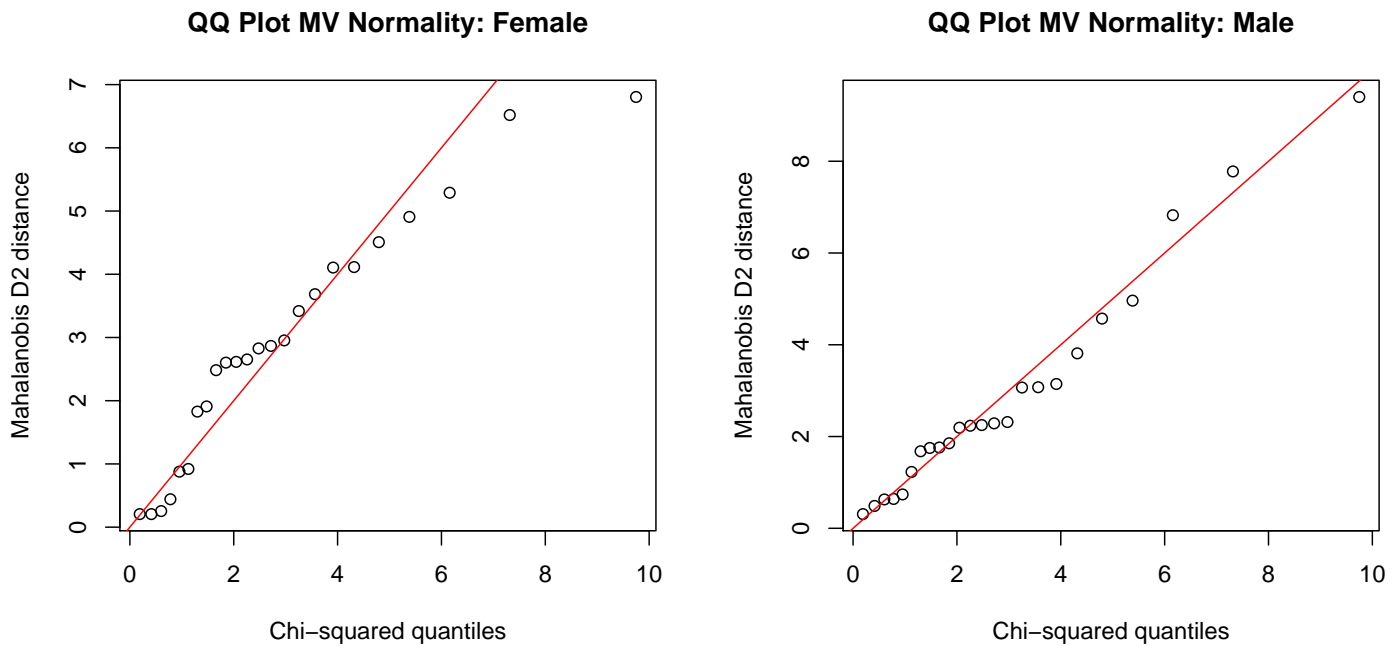 QQ Plot MV Normality: Female
Mahalanobis D2 distance
7
6
5
4
3
2
1
0
0 2 4 6 8 10
Chi−squared quantiles
QQ Plot MV Normality: Male
Mahalanobis D2 distance
8
6
4
2
0
0 2 4 6 8 10
Chi−squared quantiles